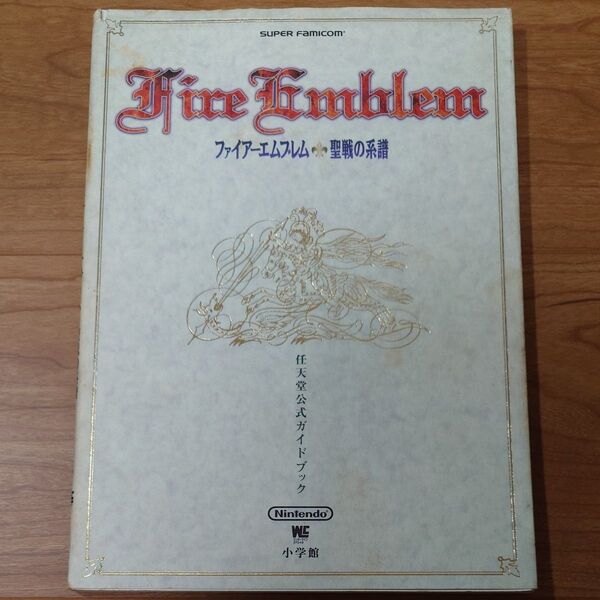 SUPER FAMICOM
Fire Emblem
ファイアーエムブレム 聖戦の系譜
任天堂公式ガイドブック
Nintendo
小学館